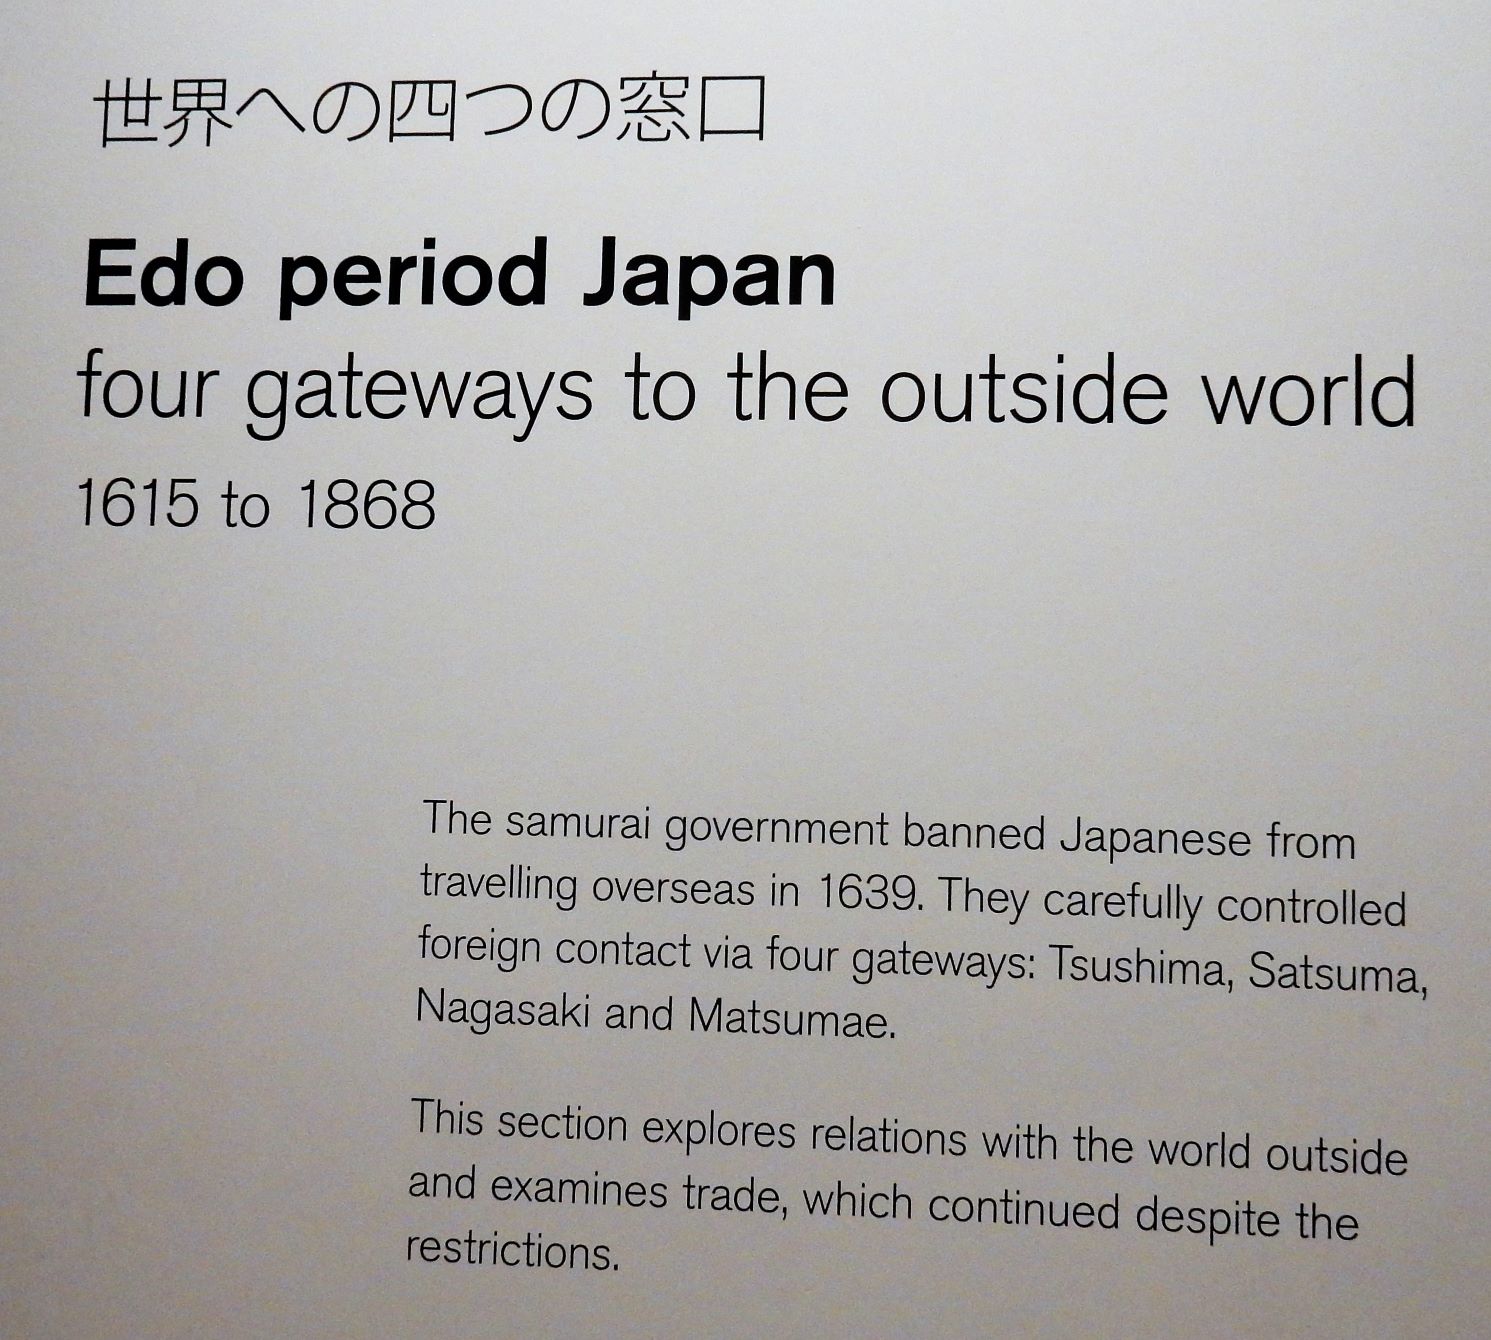 世界への四つの窓口
Edo period Japan
four gateways to the outside world
1615 to 1868
The samurai government banned Japanese from
travelling overseas in 1639. They carefully controlled
foreign contact via four gateways: Tsushima, Satsuma,
Nagasaki and Matsumae.
This section explores relations with the world outside
and examines trade, which continued despite the
restrictions.